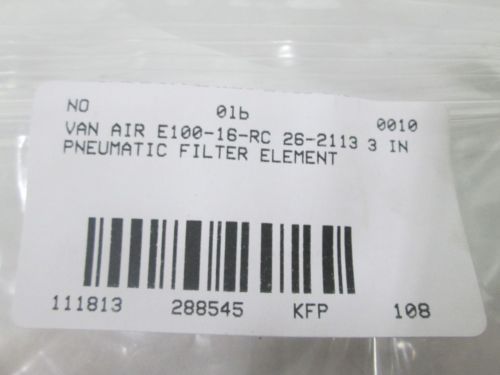 NO 01b 0010
VAN AIR E100-16-RC 26-2113 3 IN
PNEUMATIC FILTER ELEMENT
111813 288545 KFP 108